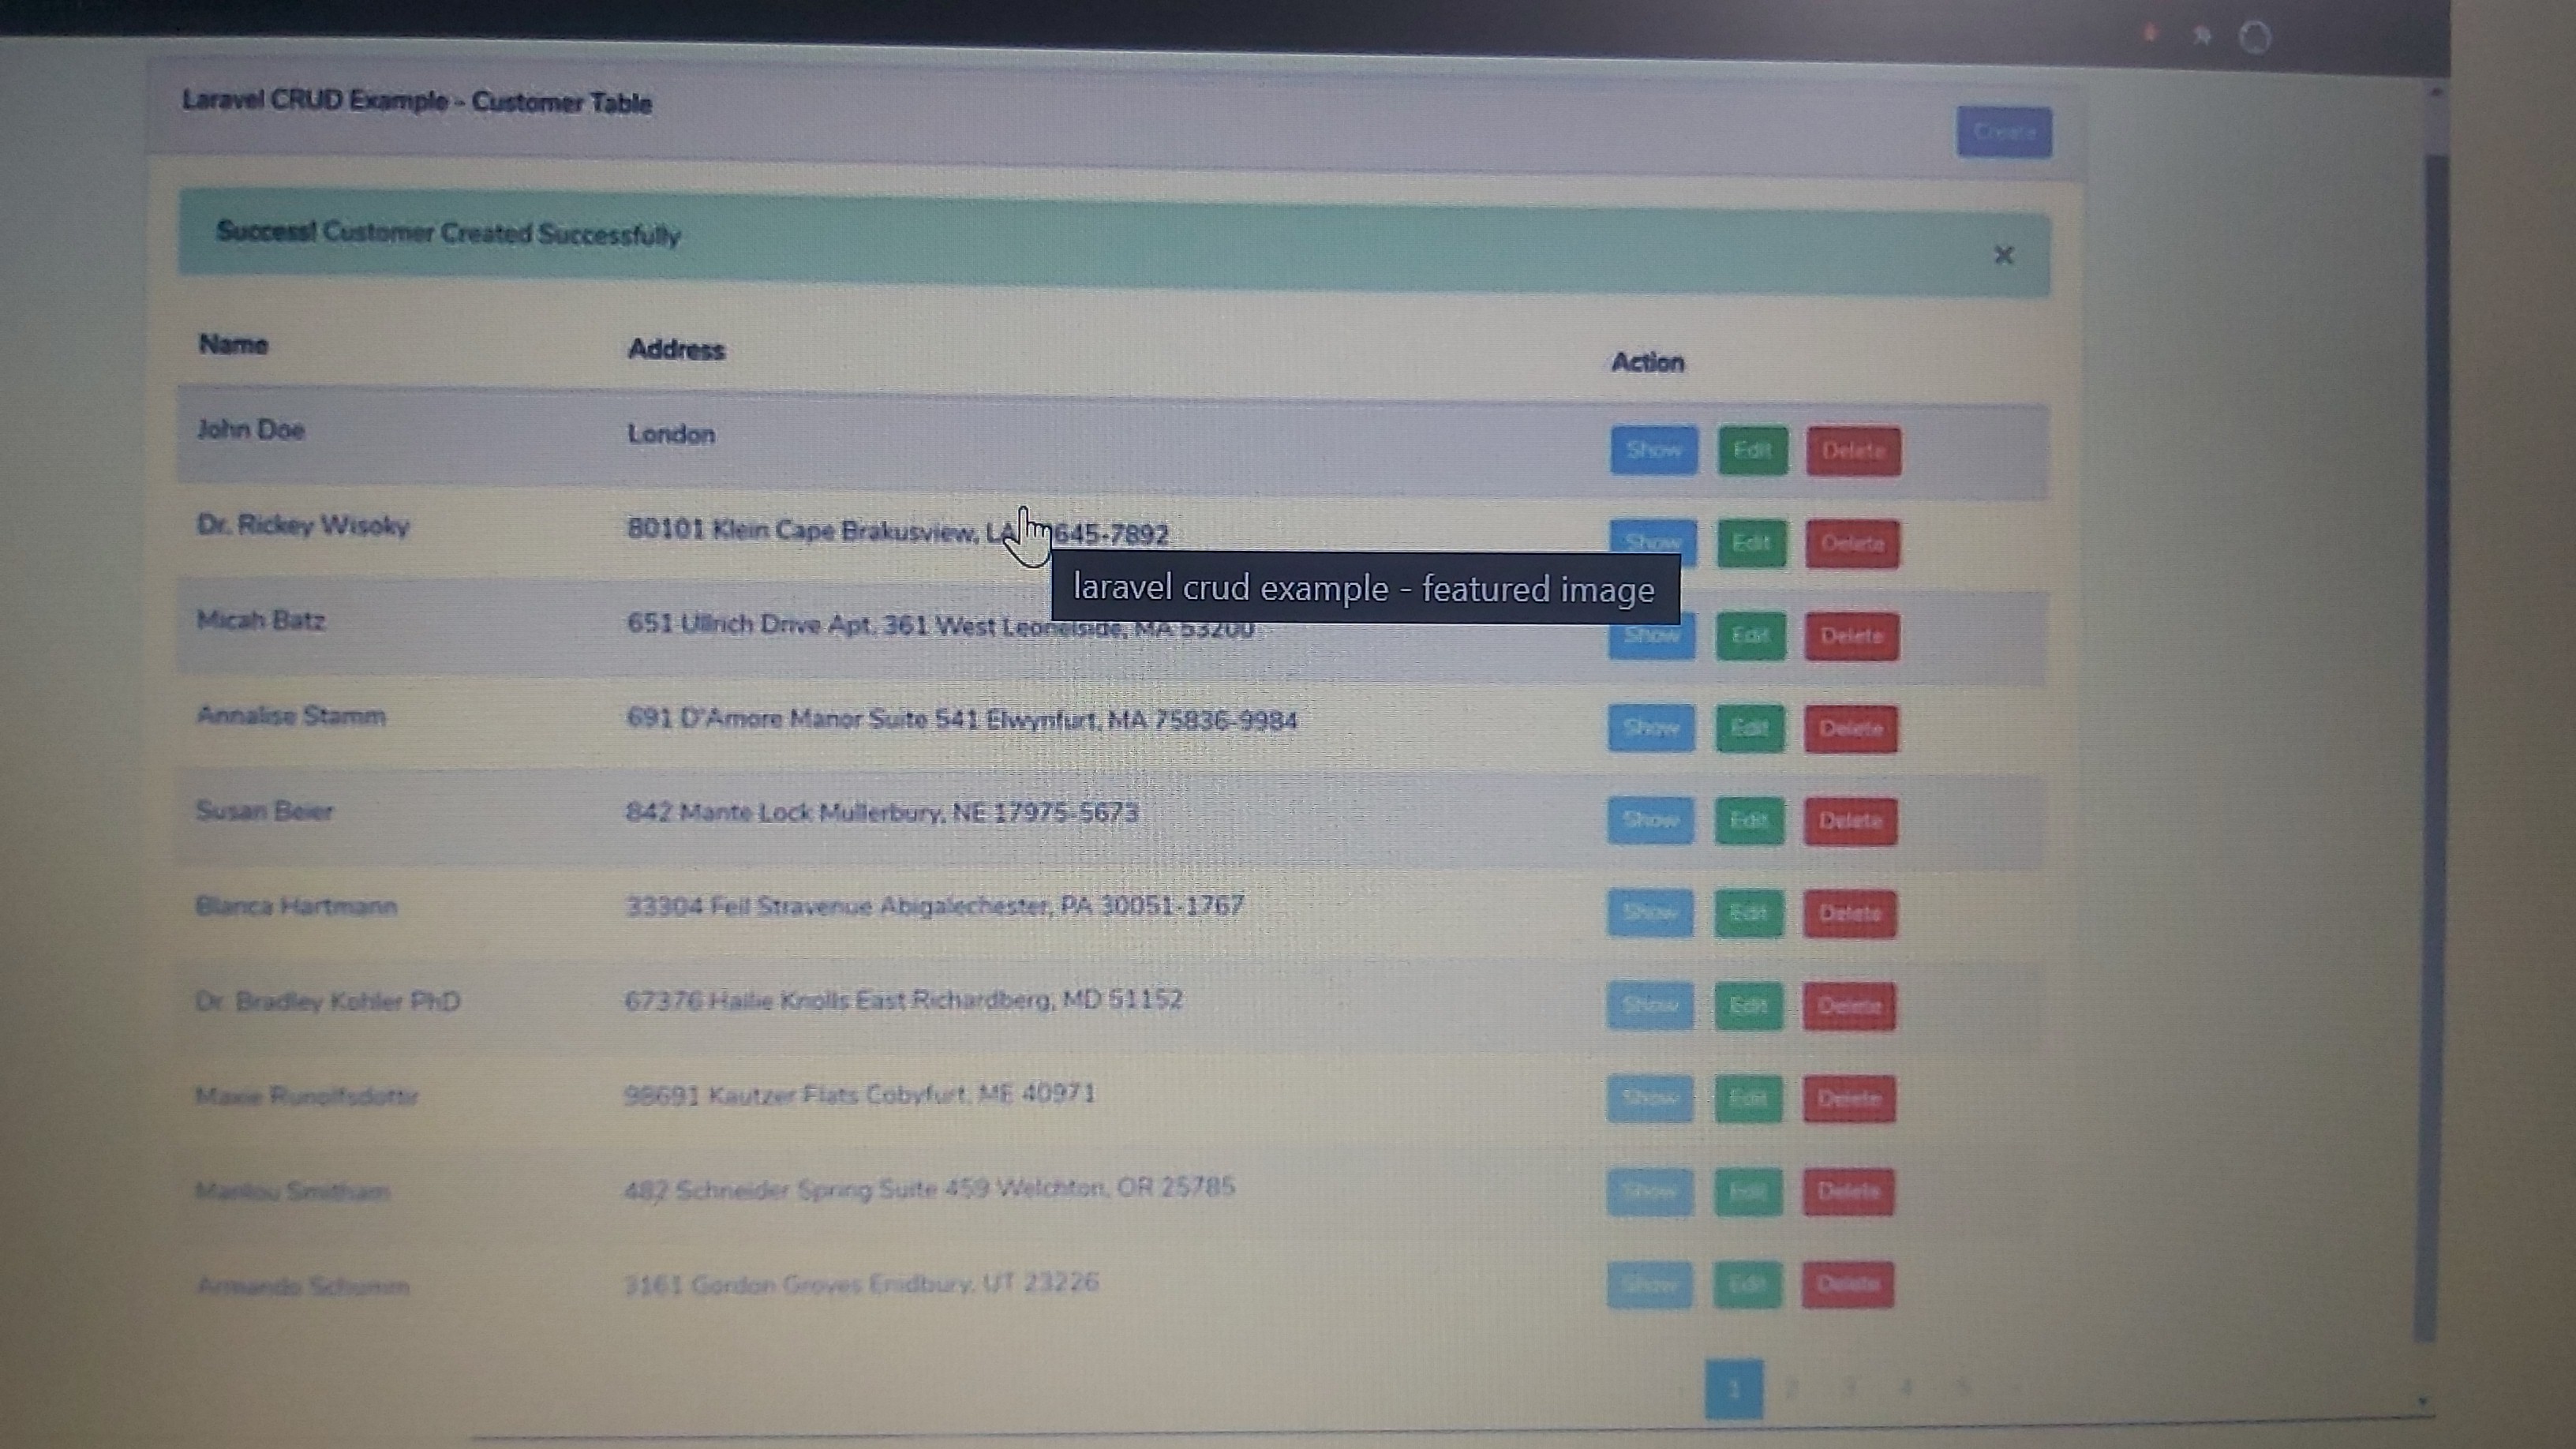 Laravel CRUD Example - Customer Table
Create
Success! Customer Created Successfully ×
Name Address Action
John Doe London Show Edit Delete
Dr. Rickey Wisoky 80101 Klein Cape Brakusview, LA 645-7892 Show Edit Delete
laravel crud example - featured image
Micah Batz 651 Ullrich Drive Apt. 361 West Leonelside, MA 53200 Show Edit Delete
Annalise Stamm 691 D'Amore Manor Suite 541 Elwynfurt, MA 75836-9984 Show Edit Delete
Susan Beier 842 Mante Lock Mullerbury, NE 17975-5673 Show Edit Delete
Blanca Hartmann 33304 Feil Stravenue Abigalechester, PA 30051-1767 Show Edit Delete
Dr. Bradley Kohler PhD 67376 Hallie Knolls East Richardberg, MD 51152 Show Edit Delete
Maxie Runolfsdottir 98691 Kautzer Flats Cobyfurt, ME 40971 Show Edit Delete
Marilou Smitham 482 Schneider Spring Suite 459 Welchton, OR 25785 Show Edit Delete
Armando Schumm 3161 Gordon Groves Enidbury, UT 23226 Show Edit Delete
1 2 3 4 5